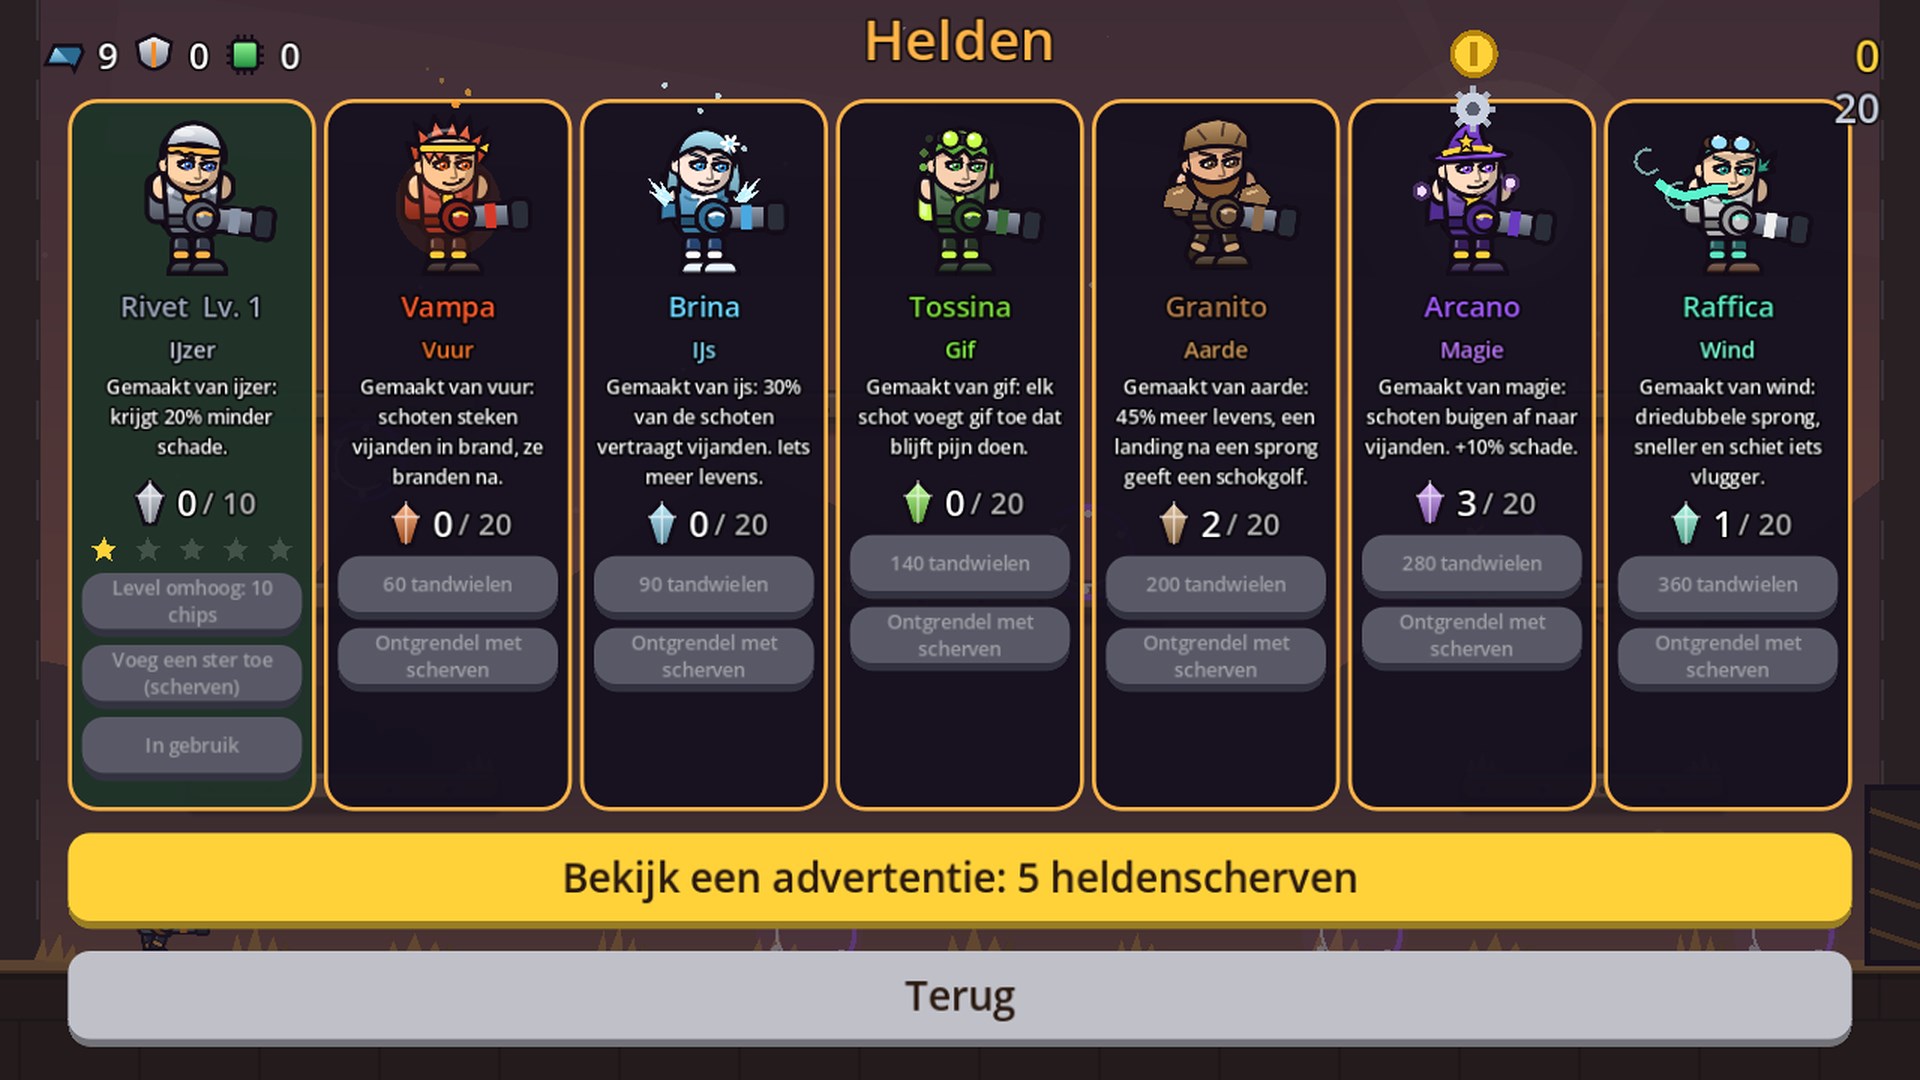 Helden
9 0 0
0
20
Rivet Lv. 1
IJzer
Gemaakt van ijzer:
krijgt 20% minder
schade.
0 / 10
Level omhoog: 10
chips
Voeg een ster toe
(scherven)
In gebruik
Vampa
Vuur
Gemaakt van vuur:
schoten steken
vijanden in brand, ze
branden na.
0 / 20
60 tandwielen
Ontgrendel met
scherven
Brina
IJs
Gemaakt van ijs: 30%
van de schoten
vertraagt vijanden. Iets
meer levens.
0 / 20
90 tandwielen
Ontgrendel met
scherven
Tossina
Gif
Gemaakt van gif: elk
schot voegt gif toe dat
blijft pijn doen.
0 / 20
140 tandwielen
Ontgrendel met
scherven
Granito
Aarde
Gemaakt van aarde:
45% meer levens, een
landing na een sprong
geeft een schokgolf.
2 / 20
200 tandwielen
Ontgrendel met
scherven
Arcano
Magie
Gemaakt van magie:
schoten buigen af naar
vijanden. +10% schade.
3 / 20
280 tandwielen
Ontgrendel met
scherven
Raffica
Wind
Gemaakt van wind:
driedubbele sprong,
sneller en schiet iets
vlugger.
1 / 20
360 tandwielen
Ontgrendel met
scherven
Bekijk een advertentie: 5 heldenscherven
Terug